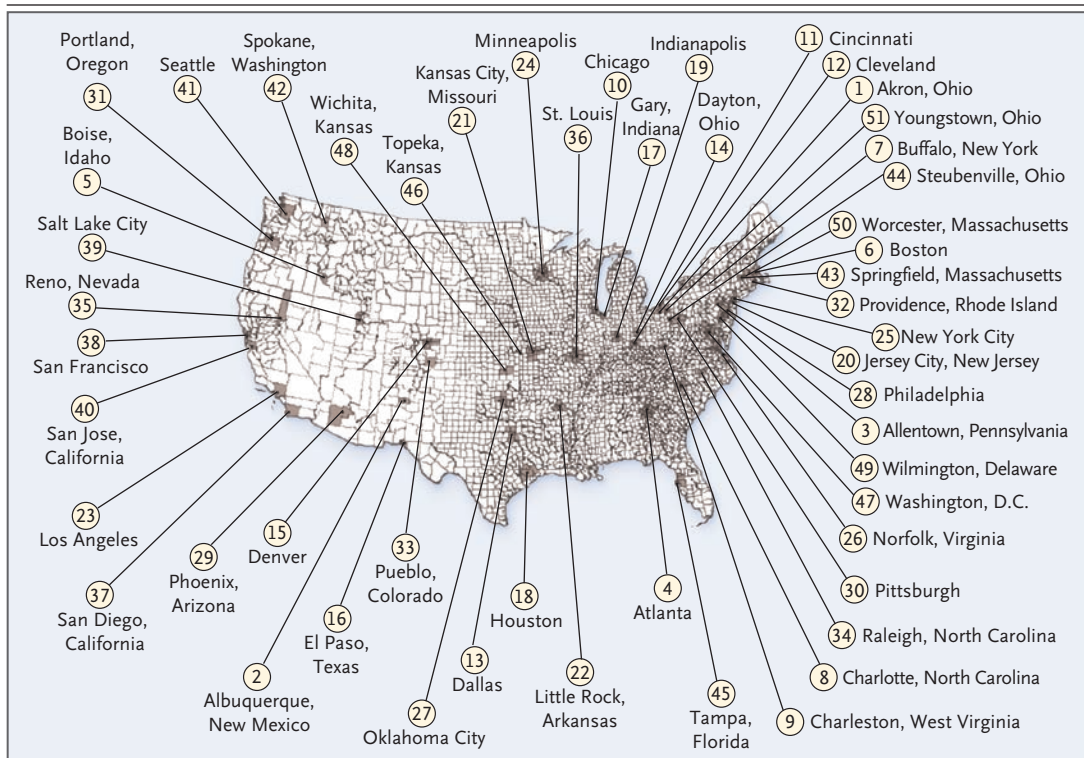 Portland,
Oregon
31
Seattle
41
Spokane,
Washington
42
Minneapolis
24
Kansas City,
Missouri
21
Wichita,
Kansas
48
Topeka,
Kansas
46
St. Louis
36
Chicago
10
Gary,
Indiana
17
Indianapolis
19
Dayton,
Ohio
14
11 Cincinnati
12 Cleveland
1 Akron, Ohio
51 Youngstown, Ohio
7 Buffalo, New York
44 Steubenville, Ohio
50 Worcester, Massachusetts
6 Boston
43 Springfield, Massachusetts
32 Providence, Rhode Island
25 New York City
20 Jersey City, New Jersey
28 Philadelphia
3 Allentown, Pennsylvania
49 Wilmington, Delaware
47 Washington, D.C.
26 Norfolk, Virginia
30 Pittsburgh
34 Raleigh, North Carolina
8 Charlotte, North Carolina
9 Charleston, West Virginia
Boise,
Idaho
5
Salt Lake City
39
Reno, Nevada
35
38
San Francisco
40
San Jose,
California
23
Los Angeles
37
San Diego,
California
29
Phoenix,
Arizona
15
Denver
2
Albuquerque,
New Mexico
16
El Paso,
Texas
33
Pueblo,
Colorado
27
Oklahoma City
13
Dallas
18
Houston
22
Little Rock,
Arkansas
4
Atlanta
45
Tampa,
Florida